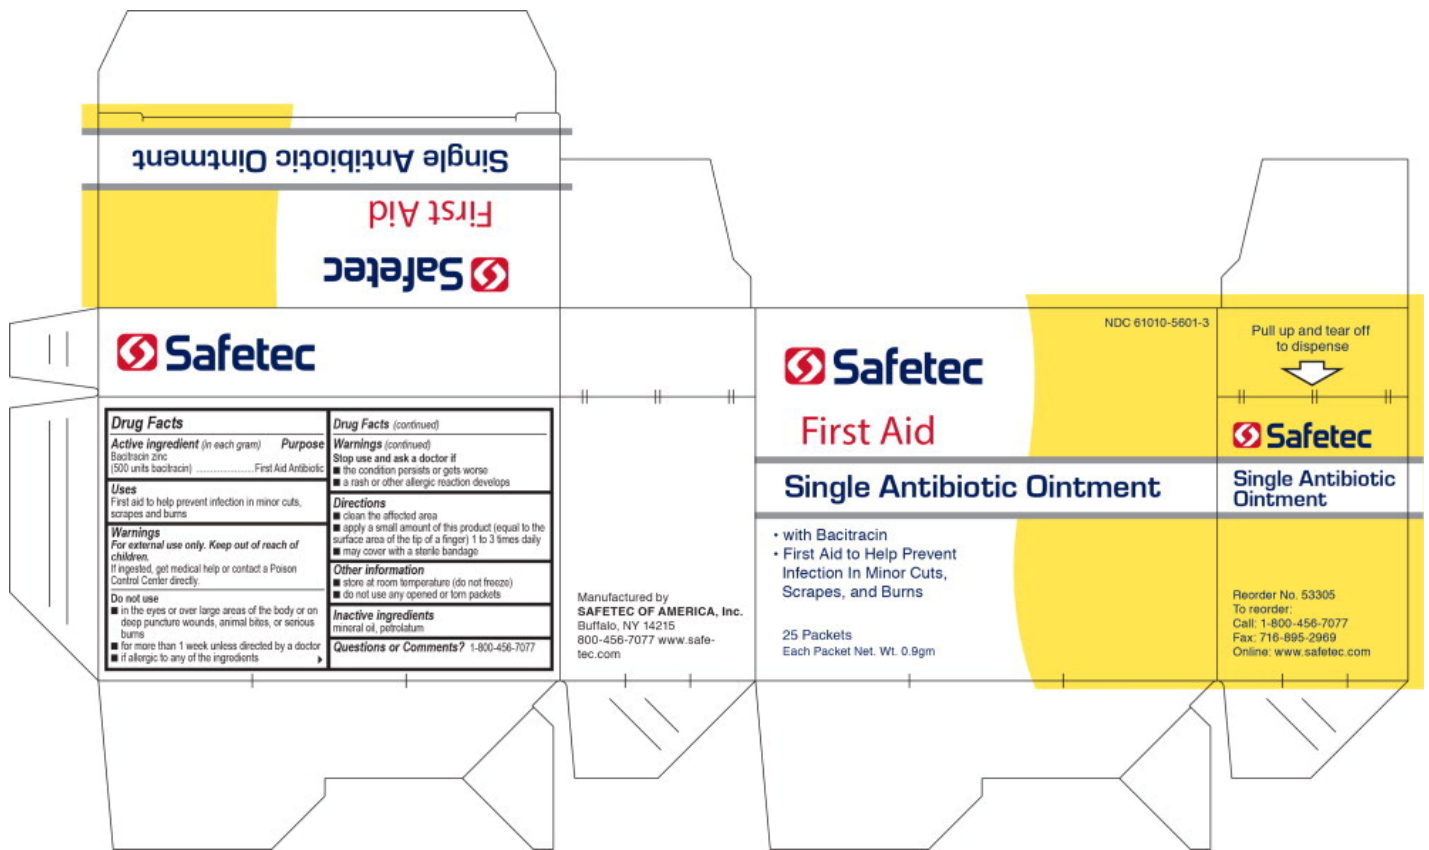 Single Antibiotic Ointment
First Aid
Safetec
Safetec
Drug Facts
Active ingredient (in each gram) Purpose
Bacitracin zinc
(500 units bacitracin) ..................... First Aid Antibiotic
Uses
First aid to help prevent infection in minor cuts,
scrapes and burns
Warnings
For external use only. Keep out of reach of
children.
If ingested, get medical help or contact a Poison
Control Center directly.
Do not use
■ in the eyes or over large areas of the body or on
deep puncture wounds, animal bites, or serious
burns
■ for more than 1 week unless directed by a doctor
■ if allergic to any of the ingredients
Drug Facts (continued)
Warnings (continued)
Stop use and ask a doctor if
■ the condition persists or gets worse
■ a rash or other allergic reaction develops
Directions
■ clean the affected area
■ apply a small amount of this product (equal to the
surface area of the tip of a finger) 1 to 3 times daily
■ may cover with a sterile bandage
Other information
■ store at room temperature (do not freeze)
■ do not use any opened or torn packets
Inactive ingredients
mineral oil, petrolatum
Questions or Comments? 1-800-456-7077
Manufactured by
SAFETEC OF AMERICA, Inc.
Buffalo, NY 14215
800-456-7077 www.safe-
tec.com
NDC 61010-5601-3
Safetec
First Aid
Single Antibiotic Ointment
• with Bacitracin
• First Aid to Help Prevent
Infection In Minor Cuts,
Scrapes, and Burns
25 Packets
Each Packet Net. Wt. 0.9gm
Pull up and tear off
to dispense
Safetec
Single Antibiotic
Ointment
Reorder No. 53305
To reorder:
Call: 1-800-456-7077
Fax: 716-895-2969
Online: www.safetec.com